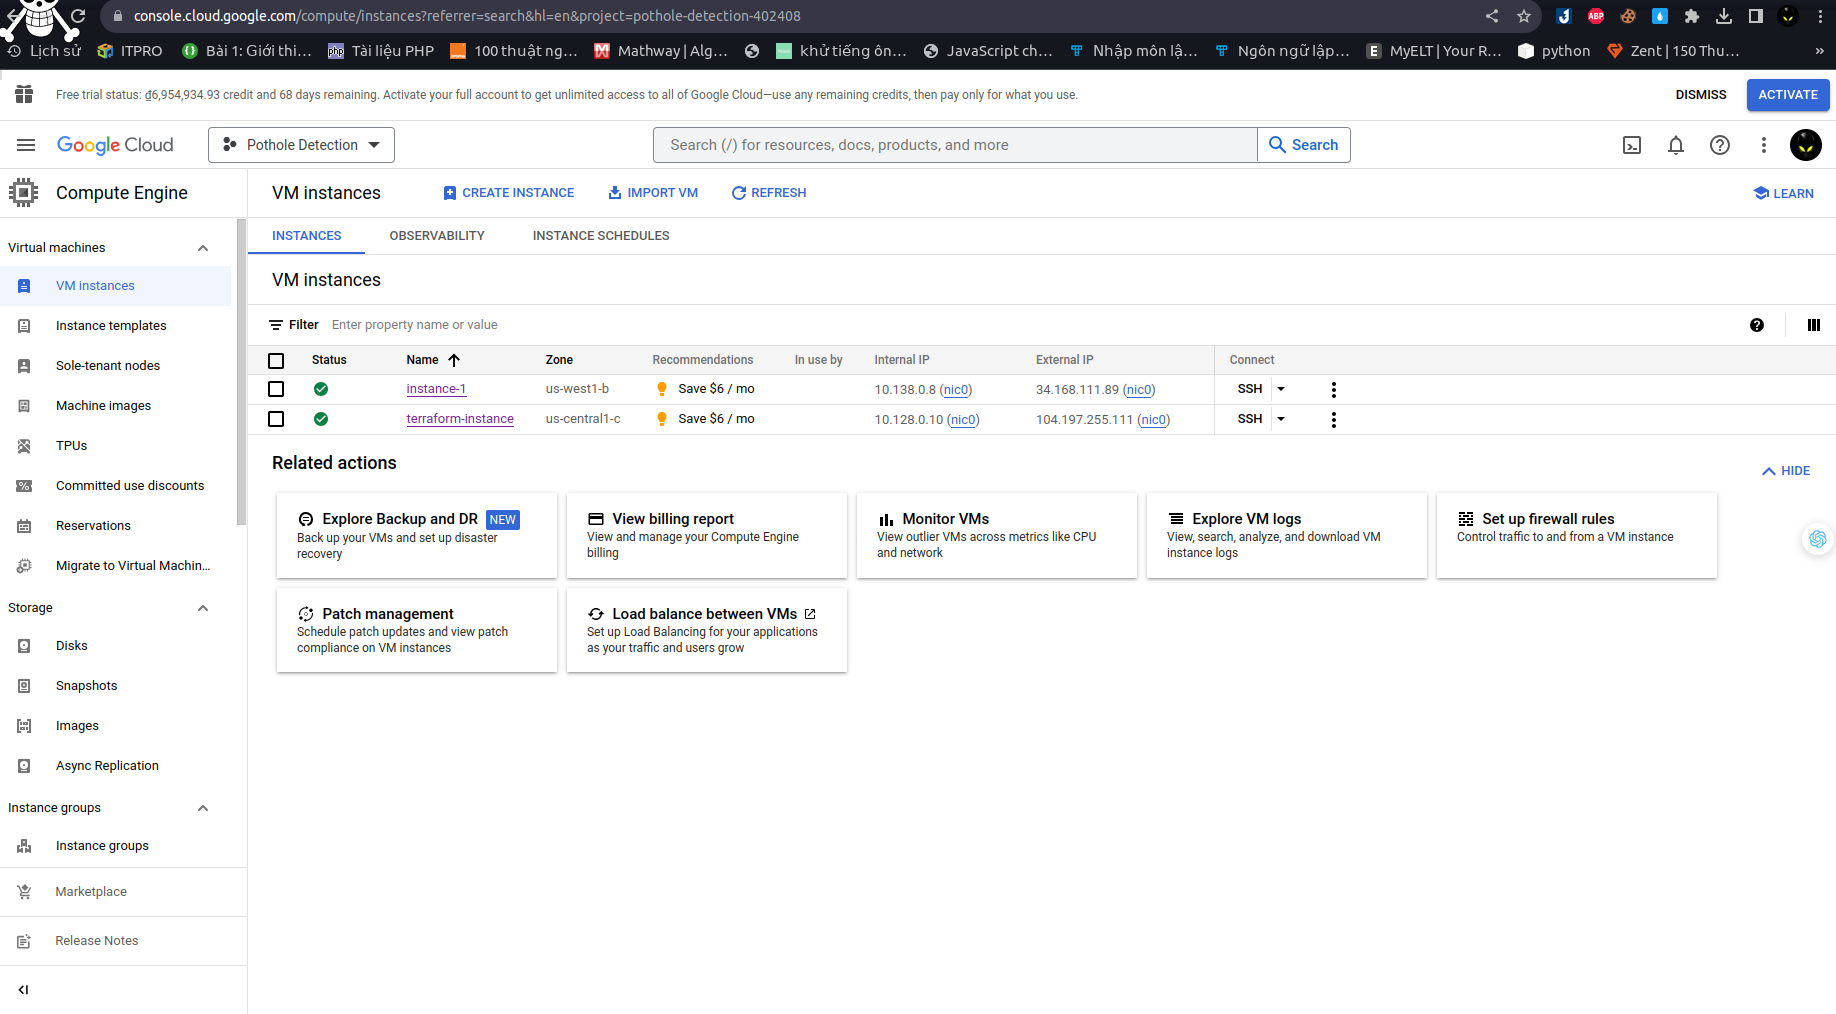 console.cloud.google.com/compute/instances?referrer=search&hl=en&project=pothole-detection-402408
Lịch sử ITPRO Bài 1: Giới thi... Tài liệu PHP 100 thuật ng... Mathway | Alg... khử tiếng ôn... JavaScript ch... Nhập môn lậ... Ngôn ngữ lập... MyELT | Your R... python Zent | 150 Thu... »
Free trial status: ₫6,954,934.93 credit and 68 days remaining. Activate your full account to get unlimited access to all of Google Cloud—use any remaining credits, then pay only for what you use. DISMISS ACTIVATE
Google Cloud Pothole Detection Search (/) for resources, docs, products, and more Search
Compute Engine VM instances CREATE INSTANCE IMPORT VM REFRESH LEARN
INSTANCES OBSERVABILITY INSTANCE SCHEDULES
Virtual machines
VM instances
Instance templates
Sole-tenant nodes
Machine images
TPUs
Committed use discounts
Reservations
Migrate to Virtual Machin...
Storage
Disks
Snapshots
Images
Async Replication
Instance groups
Instance groups
Marketplace
Release Notes
VM instances
Filter Enter property name or value
Status Name Zone Recommendations In use by Internal IP External IP Connect
instance-1 us-west1-b Save $6 / mo 10.138.0.8 (nic0) 34.168.111.89 (nic0) SSH
terraform-instance us-central1-c Save $6 / mo 10.128.0.10 (nic0) 104.197.255.111 (nic0) SSH
Related actions HIDE
Explore Backup and DR NEW
Back up your VMs and set up disaster
recovery
View billing report
View and manage your Compute Engine
billing
Monitor VMs
View outlier VMs across metrics like CPU
and network
Explore VM logs
View, search, analyze, and download VM
instance logs
Set up firewall rules
Control traffic to and from a VM instance
Patch management
Schedule patch updates and view patch
compliance on VM instances
Load balance between VMs
Set up Load Balancing for your applications
as your traffic and users grow